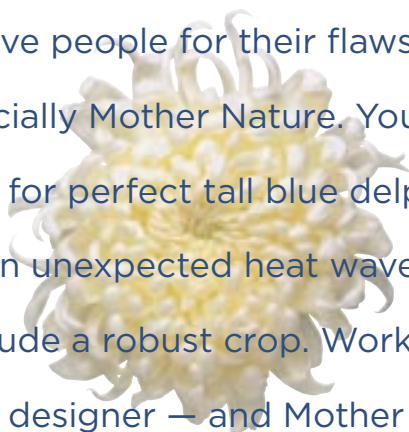 ve people for their flaws
cially Mother Nature. You
for perfect tall blue delp
n unexpected heat wave
ude a robust crop. Work
designer — and Mother